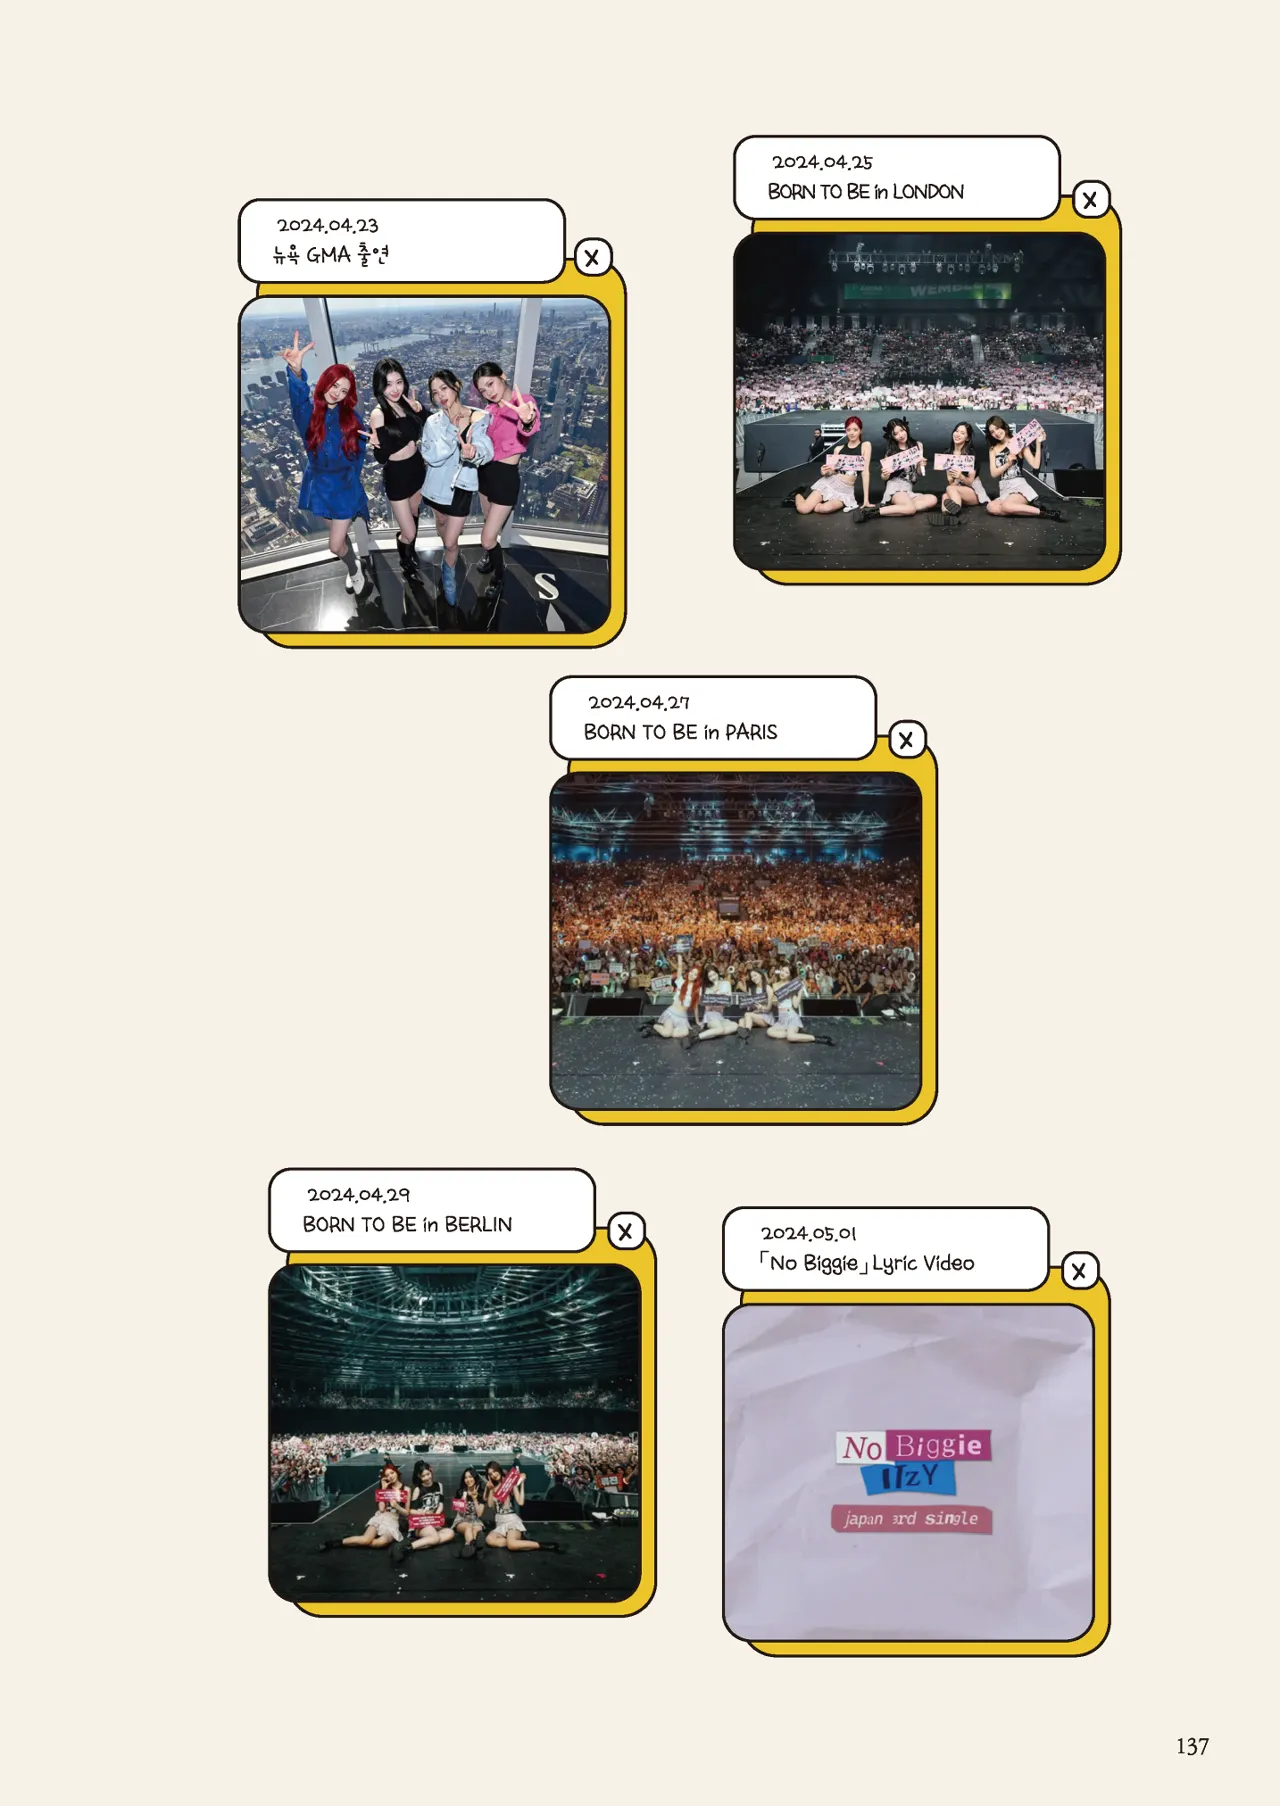 2024.04.23
뉴욕 GMA 출연
X
S
2024.04.25
BORN TO BE in LONDON
X
2024.04.27
BORN TO BE in PARIS
X
2024.04.29
BORN TO BE in BERLIN
X
2024.05.01
「No Biggie」Lyric Video
X
No Biggie
ITZY
japan 3rd single
137